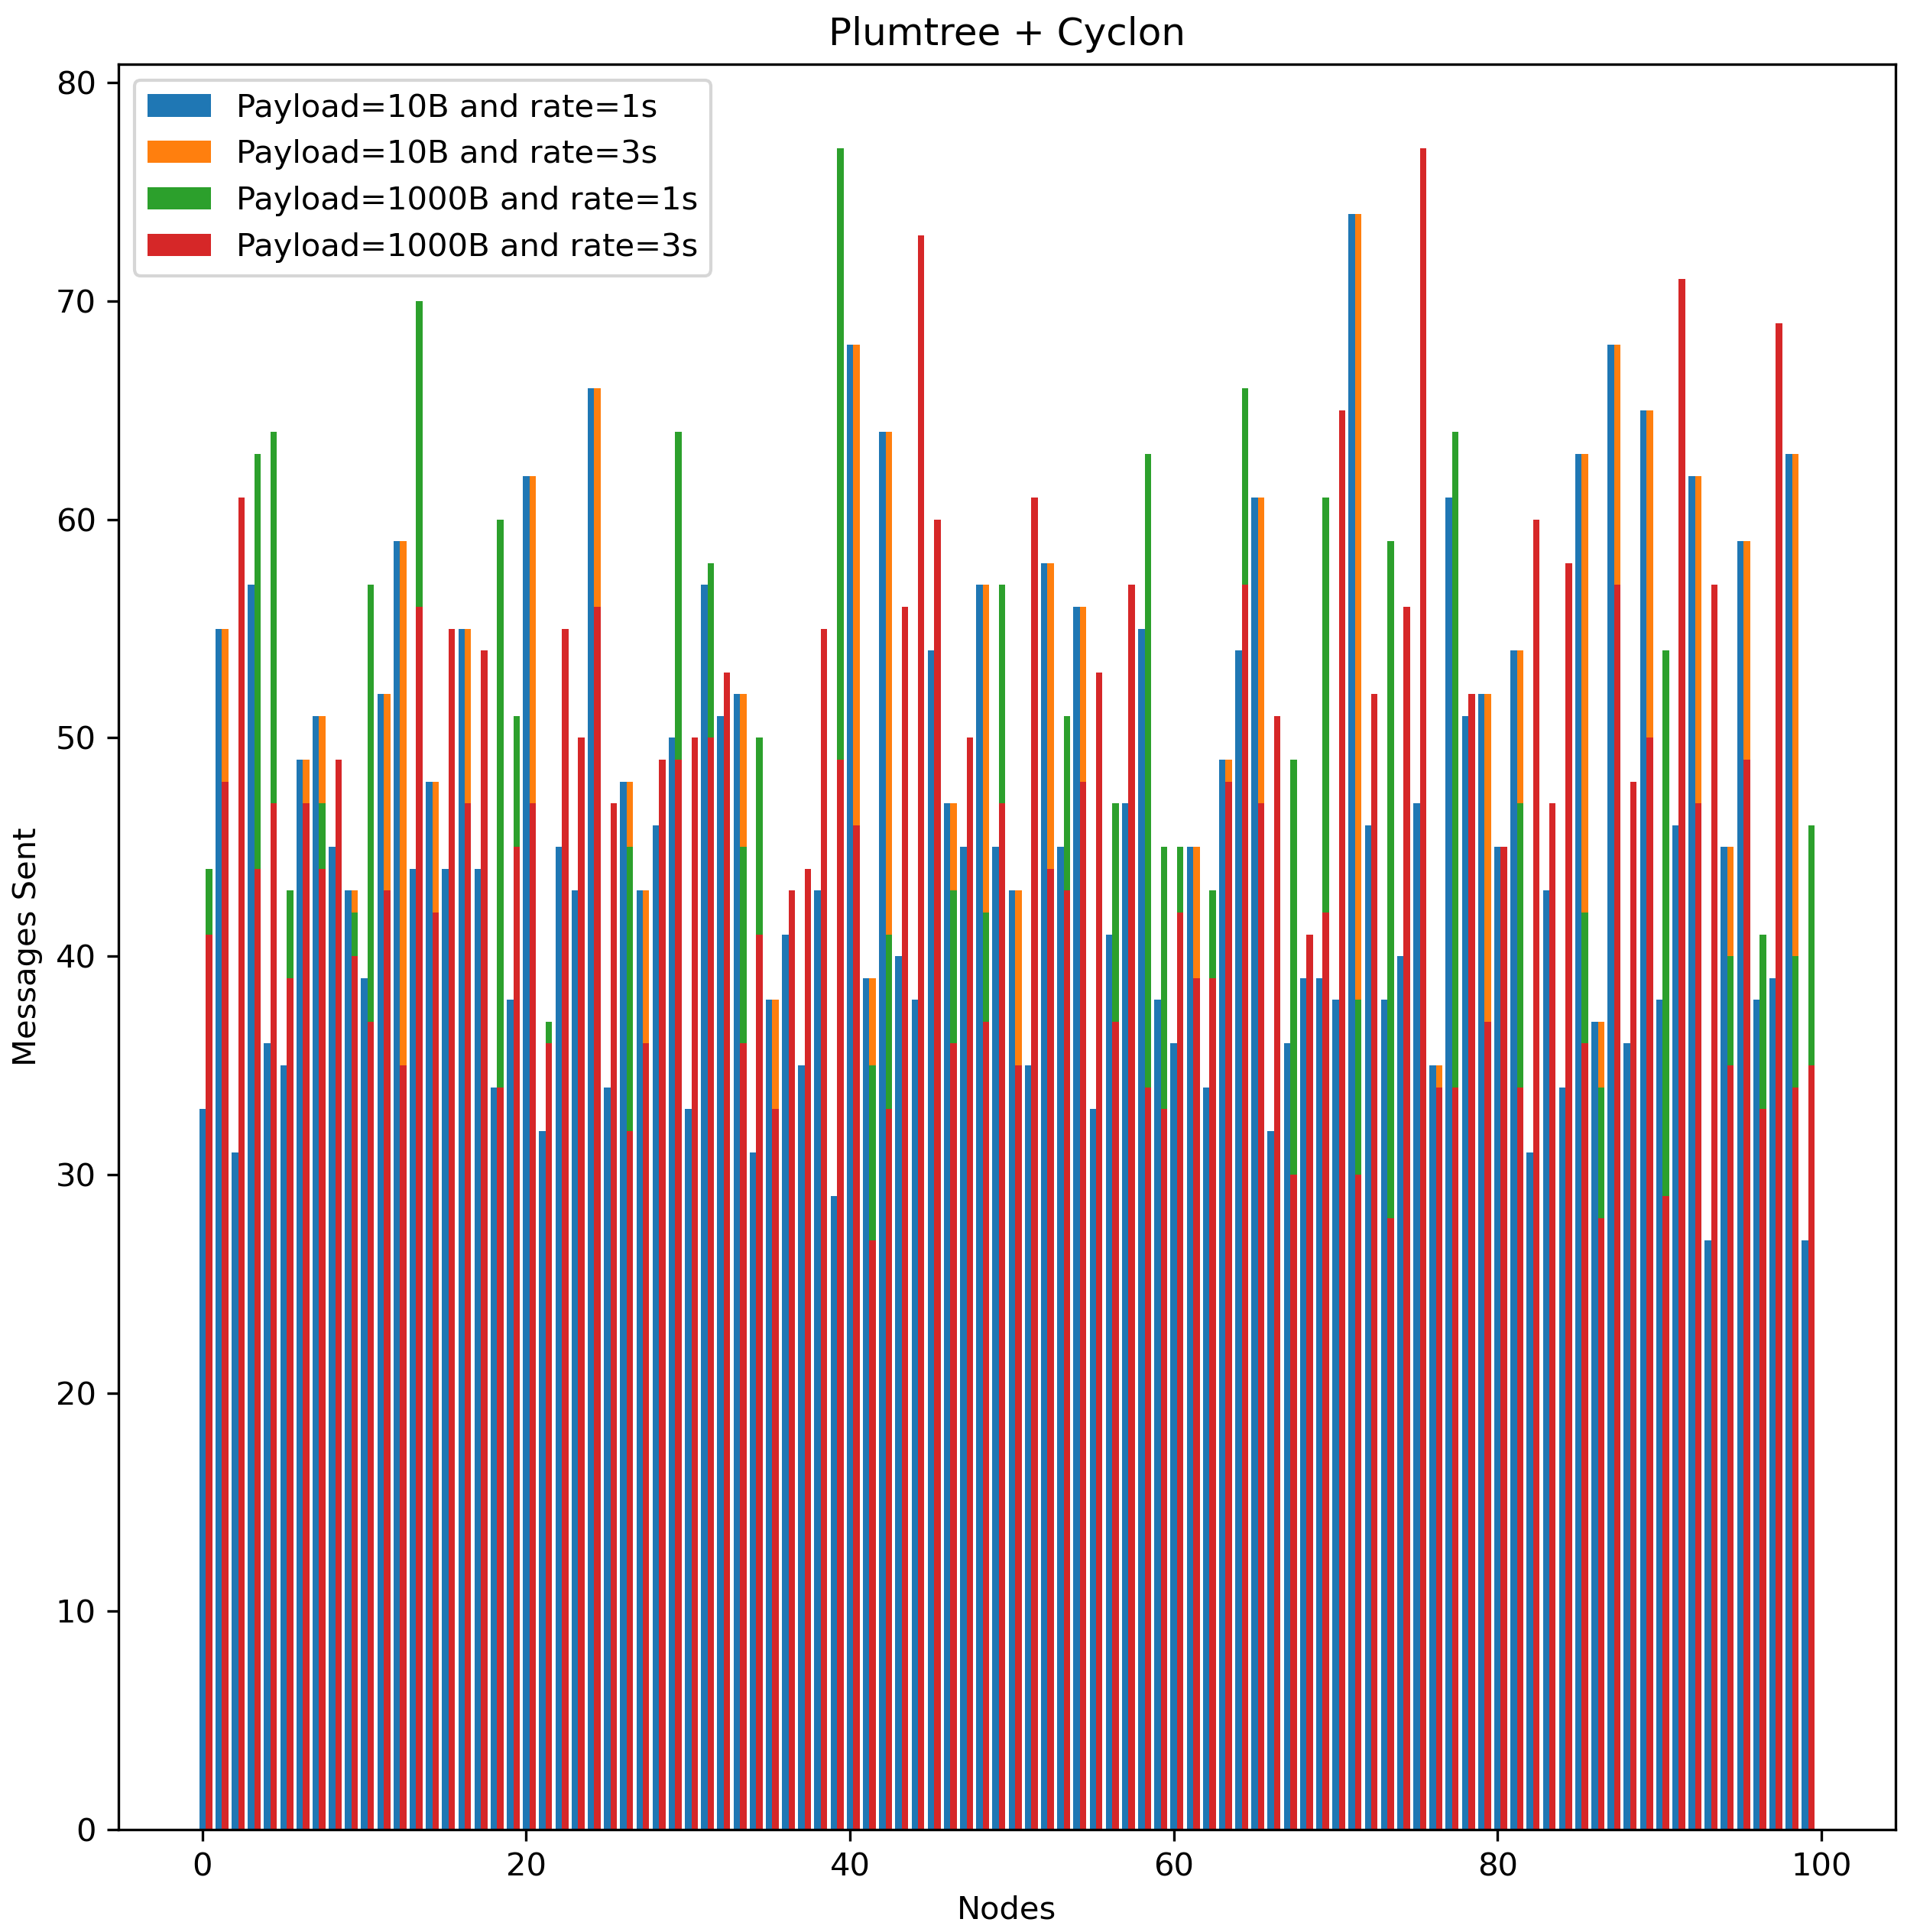 Plumtree + Cyclon
Payload=10B and rate=1s
Payload=10B and rate=3s
Payload=1000B and rate=1s
Payload=1000B and rate=3s
80
70
60
50
40
30
20
10
0
Messages Sent
0 20 40 60 80 100
Nodes